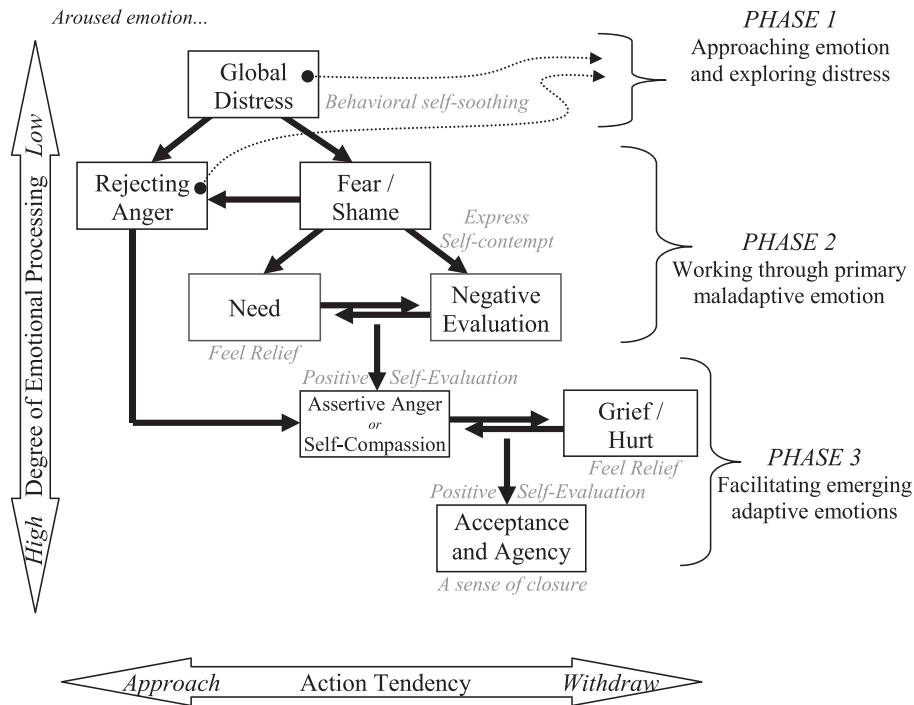 Aroused emotion...
PHASE 1
Approaching emotion
and exploring distress
Global
Distress
Behavioral self-soothing
Low
Degree of Emotional Processing
High
Rejecting
Anger
Fear /
Shame
Express
Self-contempt
PHASE 2
Working through primary
maladaptive emotion
Need
Feel Relief
Negative
Evaluation
Positive Self-Evaluation
Assertive Anger
or
Self-Compassion
Grief /
Hurt
Feel Relief
PHASE 3
Facilitating emerging
adaptive emotions
Positive Self-Evaluation
Acceptance
and Agency
A sense of closure
Approach Action Tendency Withdraw